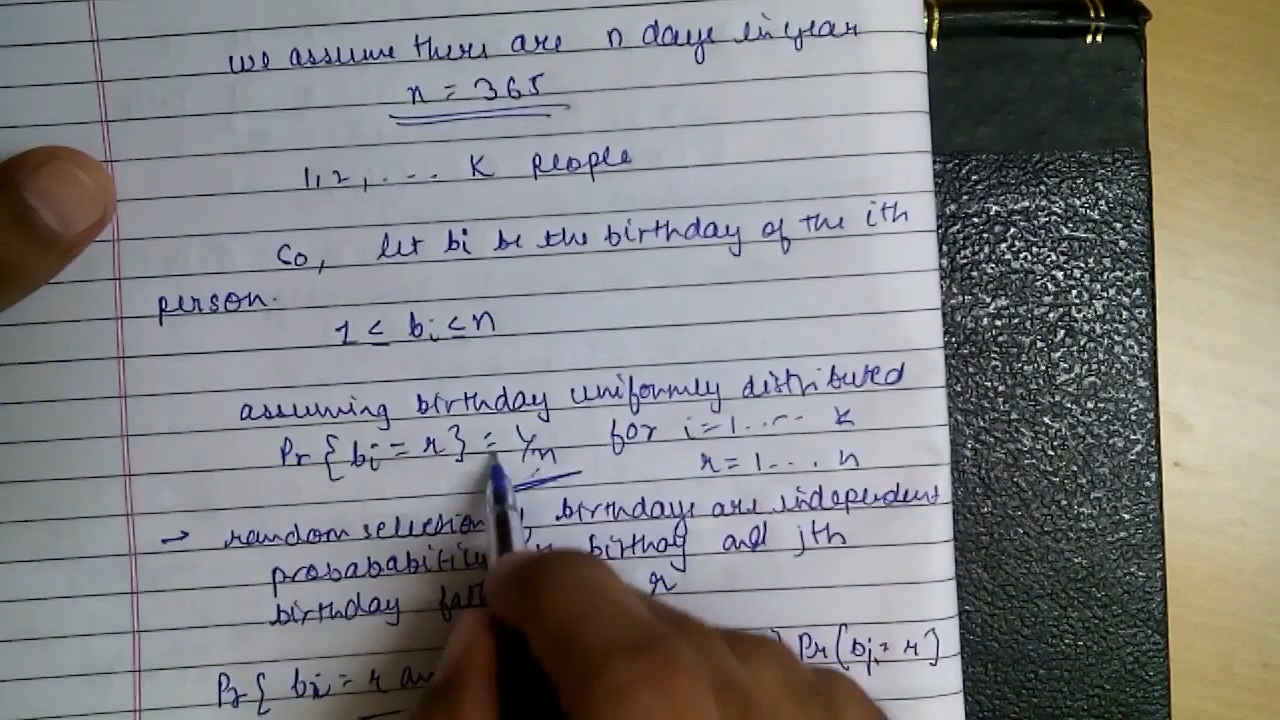 we assume there are n days in year
n = 365
1, 2, .... K people
So, let bi be the birthday of the ith
person.
1 ≤ bi ≤ n
assuming birthday uniformly distributed
Pr {bi = r} = 1/n for i = 1 .... k
r = 1 ... n
→ random selection, birthdays are independent
probabability birthay and jth
birthday r
Pr{ bi = r Pr(bj = r]